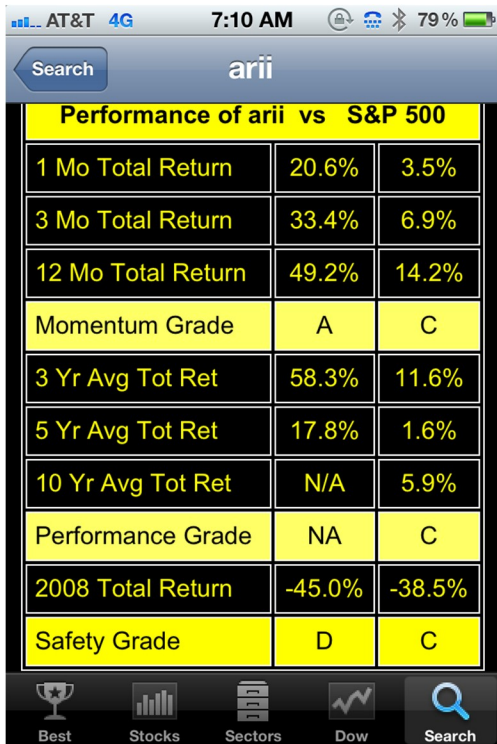 AT&T 4G 7:10 AM 79%
Search arii
Performance of arii vs S&P 500
1 Mo Total Return 20.6% 3.5%
3 Mo Total Return 33.4% 6.9%
12 Mo Total Return 49.2% 14.2%
Momentum Grade A C
3 Yr Avg Tot Ret 58.3% 11.6%
5 Yr Avg Tot Ret 17.8% 1.6%
10 Yr Avg Tot Ret N/A 5.9%
Performance Grade NA C
2008 Total Return -45.0% -38.5%
Safety Grade D C
Best Stocks Sectors Dow Search